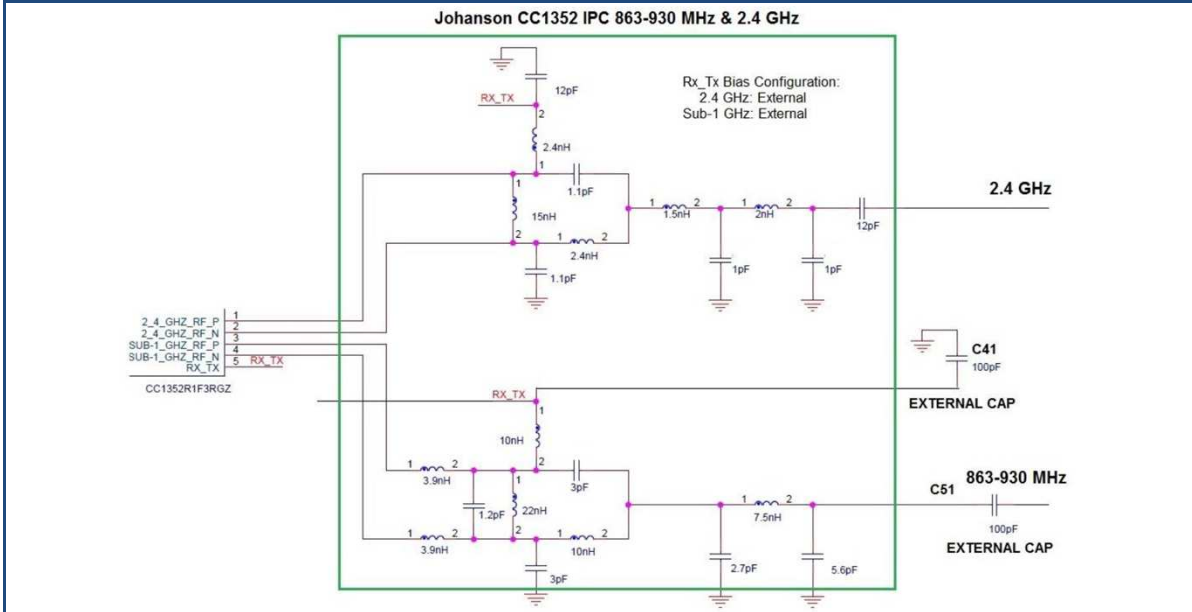 Johanson CC1352 IPC 863-930 MHz & 2.4 GHz
12pF
RX_TX
2
2.4nH
1
Rx_Tx Bias Configuration:
2.4 GHz: External
Sub-1 GHz: External
1
15nH
2
1.1pF
1 2
2.4nH
1.1pF
1 2
1.5nH
1 2
2nH
12pF
2.4 GHz
1pF
1pF
2_4_GHZ_RF_P 1
2_4_GHZ_RF_N 2
SUB-1_GHZ_RF_P 3
SUB-1_GHZ_RF_N 4
RX_TX 5 RX_TX
CC1352R1F3RGZ
C41
100pF
EXTERNAL CAP
RX_TX
1
10nH
2
1 2
3.9nH
1.2pF
1
22nH
2
3pF
1 2
3.9nH
1 2
10nH
3pF
2.7pF
1 2
7.5nH
5.6pF
863-930 MHz
C51
100pF
EXTERNAL CAP